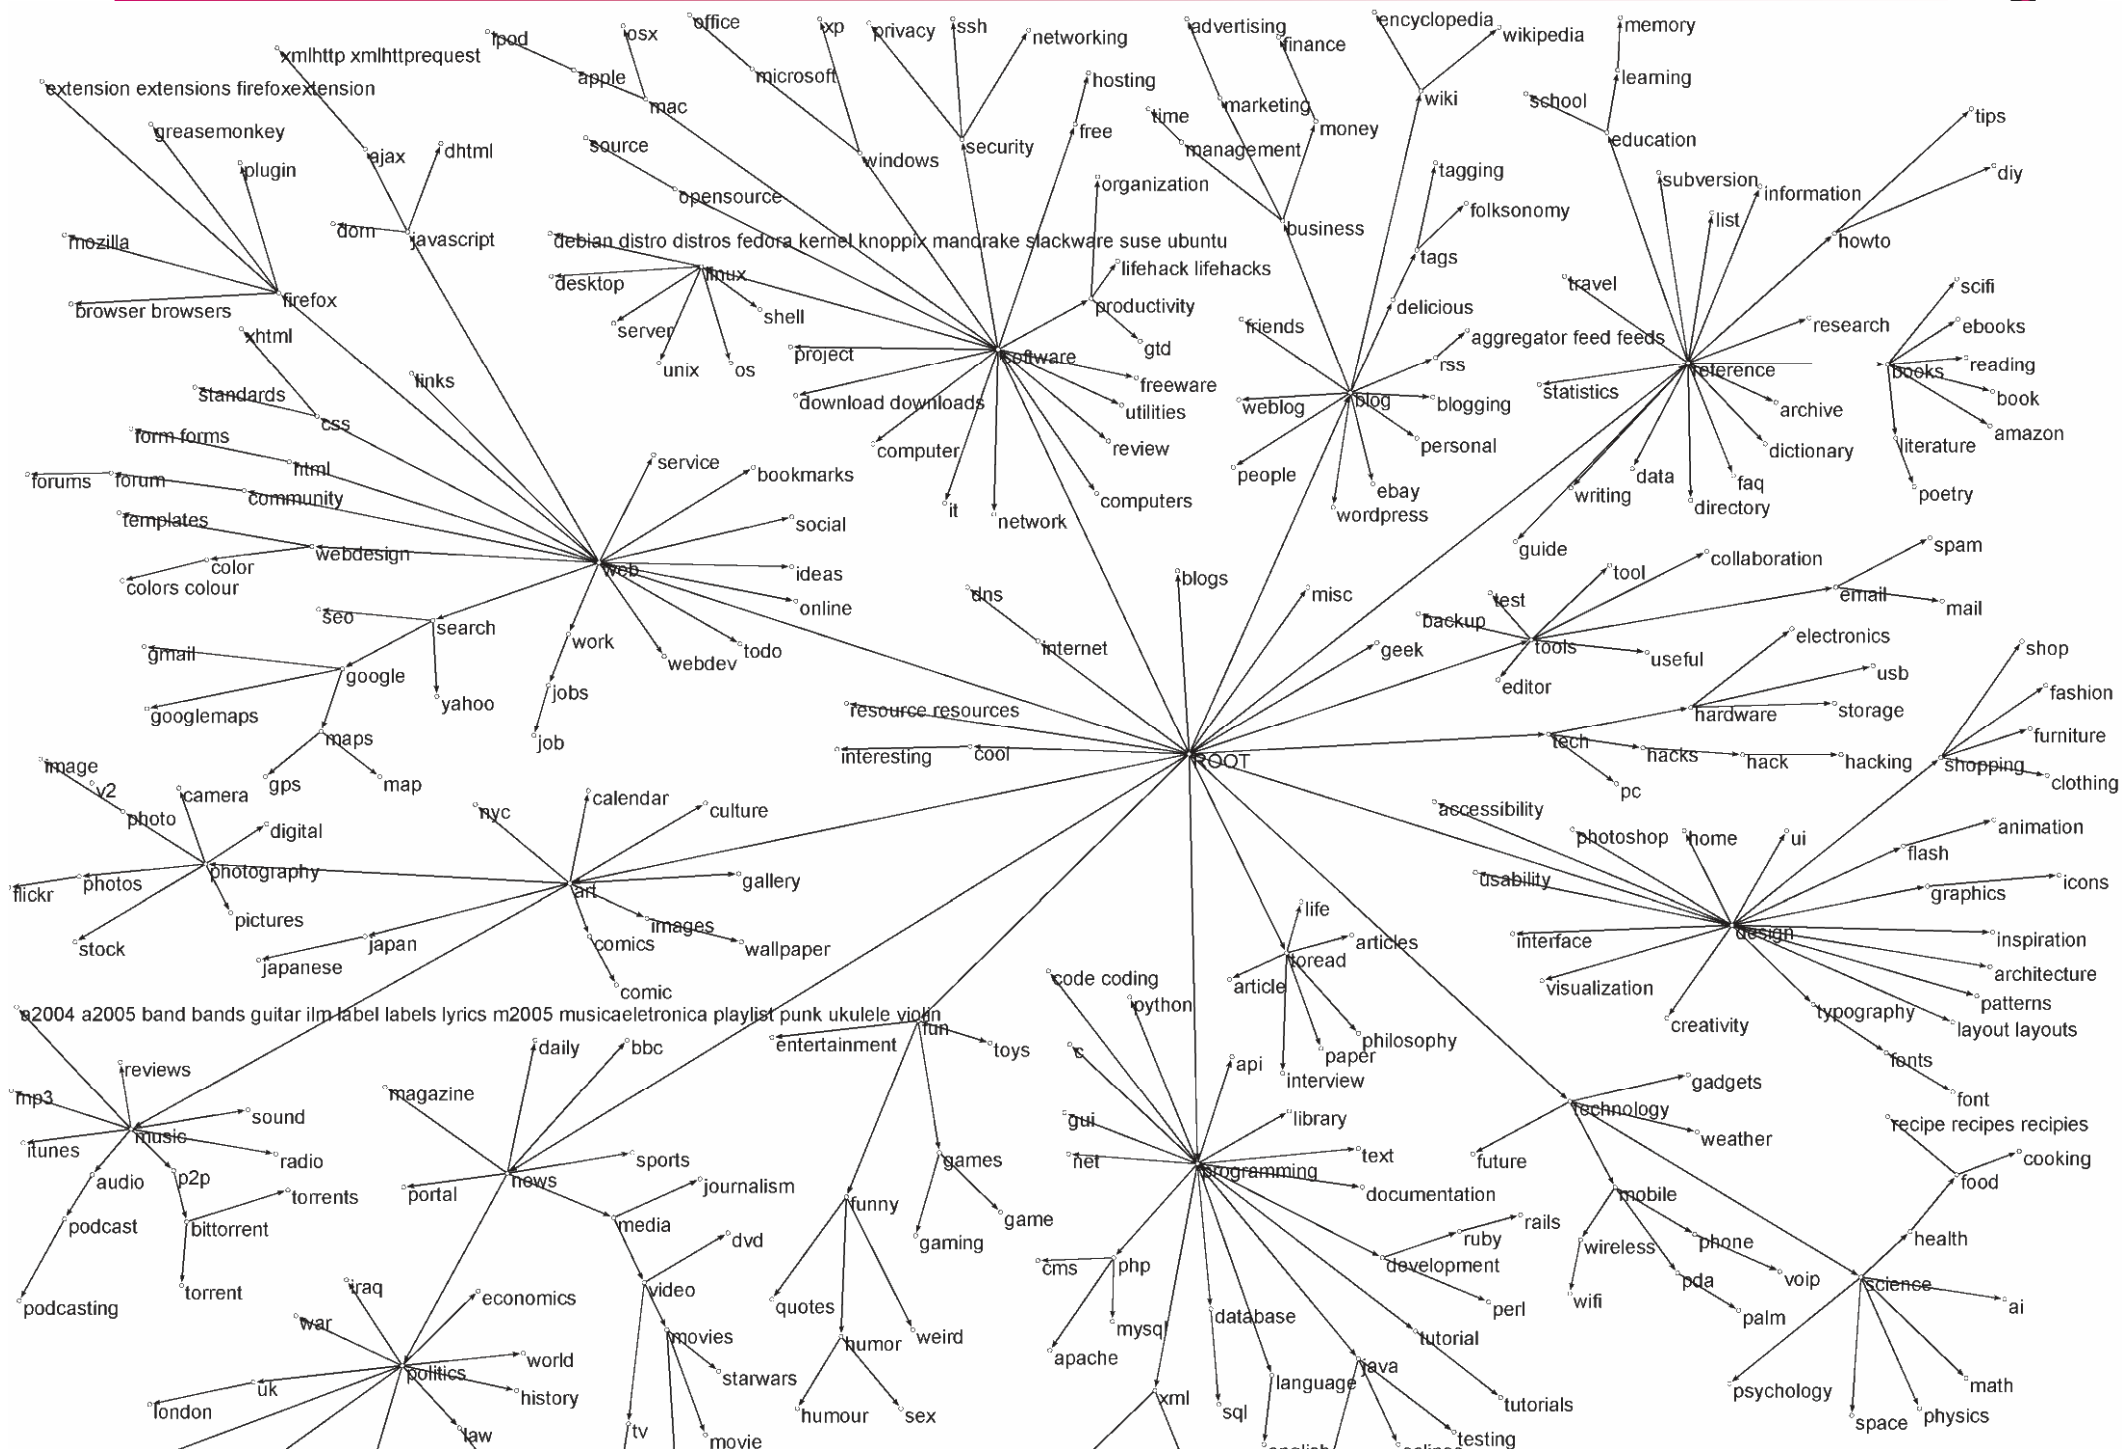 office
xp
privacy
ssh
networking
advertising
finance
encyclopedia
wikipedia
memory
ipod
osx
xmlhttp xmlhttprequest
apple
microsoft
hosting
learning
extension extensions firefoxextension
mac
marketing
wiki
school
time
tips
greasemonkey
source
free
money
education
ajax
dhtml
windows
security
management
plugin
tagging
diy
opensource
organization
subversion
information
folksonomy
list
dom
javascript
business
mozilla
debian distro distros fedora kernel knoppix mandrake slackware suse ubuntu
howto
tags
linux
lifehack lifehacks
desktop
travel
scifi
firefox
productivity
delicious
browser browsers
shell
server
friends
research
ebooks
xhtml
aggregator feed feeds
project
software
gtd
rss
reading
unix
os
reference
books
links
freeware
standards
statistics
book
download downloads
utilities
weblog
blog
blogging
archive
css
form forms
amazon
computer
review
personal
literature
dictionary
service
html
bookmarks
people
data
forums
forum
faq
community
computers
ebay
writing
poetry
it
network
wordpress
directory
templates
social
webdesign
guide
spam
color
web
ideas
collaboration
colors colour
blogs
tool
dns
misc
test
email
mail
online
seo
search
backup
work
internet
geek
tools
electronics
gmail
webdev
todo
useful
shop
google
editor
usb
jobs
yahoo
fashion
googlemaps
resource resources
hardware
storage
maps
job
tech
furniture
interesting
cool
ROOT
hacks
hack
hacking
shopping
image
v2
gps
map
pc
clothing
camera
calendar
nyc
culture
accessibility
photo
digital
photoshop
home
ui
animation
flash
photography
gallery
usability
photos
art
icons
flickr
graphics
life
pictures
images
design
stock
japan
comics
wallpaper
articles
interface
inspiration
japanese
toread
architecture
code coding
article
visualization
comic
python
patterns
a2004 a2005 band bands guitar ilm label labels lyrics m2005 musicaeletronica playlist punk ukulele violin
typography
creativity
layout layouts
fun
philosophy
entertainment
toys
daily
bbc
c
paper
fonts
reviews
api
interview
gadgets
magazine
mp3
font
sound
gui
library
technology
recipe recipes recipies
music
weather
itunes
radio
sports
games
net
text
future
cooking
audio
p2p
portal
news
journalism
programming
food
torrents
documentation
mobile
podcast
media
funny
game
rails
bittorrent
dvd
gaming
ruby
wireless
phone
health
cms
php
development
voip
iraq
video
pda
science
torrent
economics
podcasting
quotes
wifi
perl
ai
war
database
mysql
palm
movies
humor
weird
tutorial
apache
world
java
politics
starwars
language
uk
psychology
math
history
xml
tutorials
london
humour
sex
sql
space
physics
law
tv
movie
testing